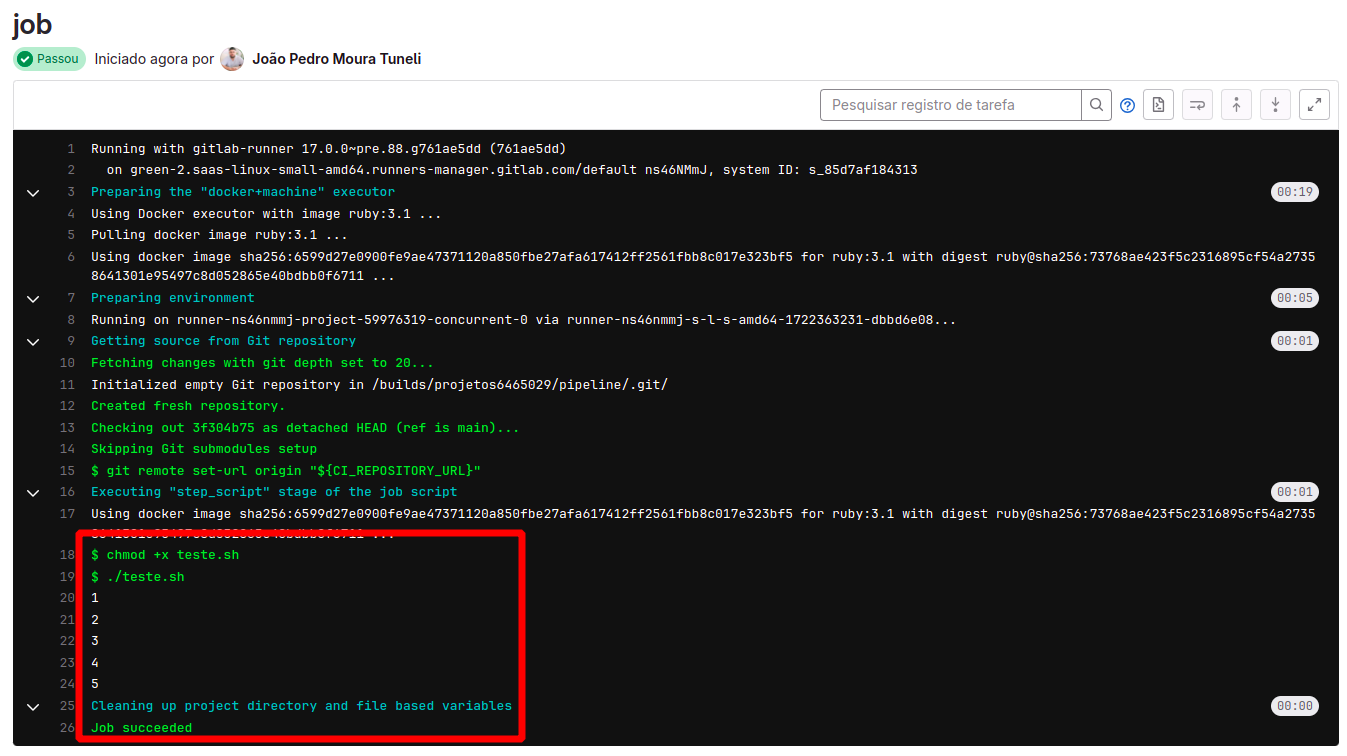 job
Passou Iniciado agora por João Pedro Moura Tuneli
Pesquisar registro de tarefa
1 Running with gitlab-runner 17.0.0~pre.88.g761ae5dd (761ae5dd)
2 on green-2.saas-linux-small-amd64.runners-manager.gitlab.com/default ns46NMmJ, system ID: s_85d7af184313
3 Preparing the "docker+machine" executor 00:19
4 Using Docker executor with image ruby:3.1 ...
5 Pulling docker image ruby:3.1 ...
6 Using docker image sha256:6599d27e0900fe9ae47371120a850fbe27afa617412ff2561fbb8c017e323bf5 for ruby:3.1 with digest ruby@sha256:73768ae423f5c2316895cf54a2735
8641301e95497c8d052865e40bdbb0f6711 ...
7 Preparing environment 00:05
8 Running on runner-ns46nmmj-project-59976319-concurrent-0 via runner-ns46nmmj-s-l-s-amd64-1722363231-dbbd6e08...
9 Getting source from Git repository 00:01
10 Fetching changes with git depth set to 20...
11 Initialized empty Git repository in /builds/projetos6465029/pipeline/.git/
12 Created fresh repository.
13 Checking out 3f304b75 as detached HEAD (ref is main)...
14 Skipping Git submodules setup
15 $ git remote set-url origin "${CI_REPOSITORY_URL}"
16 Executing "step_script" stage of the job script 00:01
17 Using docker image sha256:6599d27e0900fe9ae47371120a850fbe27afa617412ff2561fbb8c017e323bf5 for ruby:3.1 with digest ruby@sha256:73768ae423f5c2316895cf54a2735
18 $ chmod +x teste.sh
19 $ ./teste.sh
20 1
21 2
22 3
23 4
24 5
25 Cleaning up project directory and file based variables 00:00
26 Job succeeded